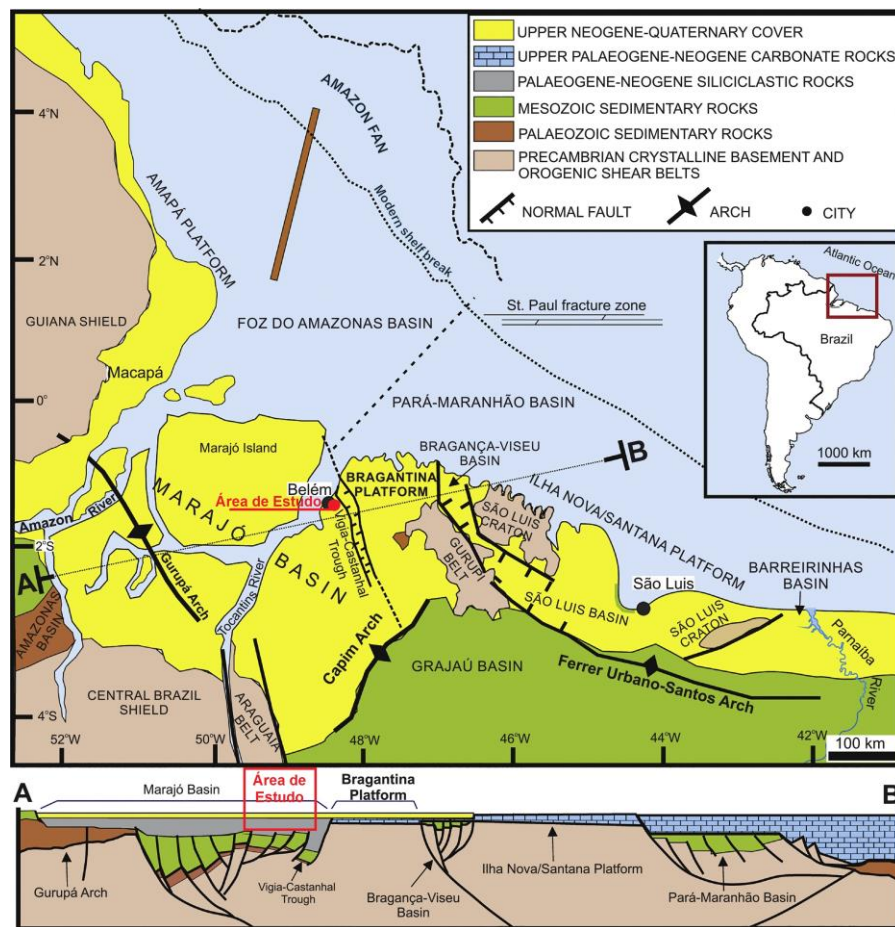 UPPER NEOGENE-QUATERNARY COVER
UPPER PALAEOGENE-NEOGENE CARBONATE ROCKS
PALAEOGENE-NEOGENE SILICICLASTIC ROCKS
MESOZOIC SEDIMENTARY ROCKS
PALAEOZOIC SEDIMENTARY ROCKS
PRECAMBRIAN CRYSTALLINE BASEMENT AND
OROGENIC SHEAR BELTS
NORMAL FAULT
ARCH
CITY
Atlantic Ocean
Brazil
1000 km
4°N
2°N
0°
2°S
4°S
AMAZON FAN
Modern shelf break
AMAPÁ PLATFORM
GUIANA SHIELD
FOZ DO AMAZONAS BASIN
St. Paul fracture zone
Macapá
PARÁ-MARANHÃO BASIN
Marajó Island
BRAGANÇA-VISEU
BASIN
B
BRAGANTINA
PLATFORM
Belém
Área de Estudo
MARAJÓ
BASIN
Amazon River
Gurupá Arch
Tocantins River
Vigia-Castanhal
Trough
ILHA NOVA/SANTANA PLATFORM
SÃO LUIS
CRATON
GURUPI
BELT
São Luis
BARREIRINHAS
BASIN
SÃO LUIS BASIN
SÃO LUIS
CRATON
Parnaíba
River
A
AMAZONAS
BASIN
Capim Arch
GRAJAÚ BASIN
Ferrer Urbano-Santos Arch
CENTRAL BRAZIL
SHIELD
ARAGUAIA
BELT
52°W
50°W
48°W
46°W
44°W
42°W
100 km
A
Marajó Basin
Área de
Estudo
Bragantina
Platform
B
Gurupá Arch
Vigia-Castanhal
Trough
Bragança-Viseu
Basin
Ilha Nova/Santana Platform
Pará-Maranhão Basin